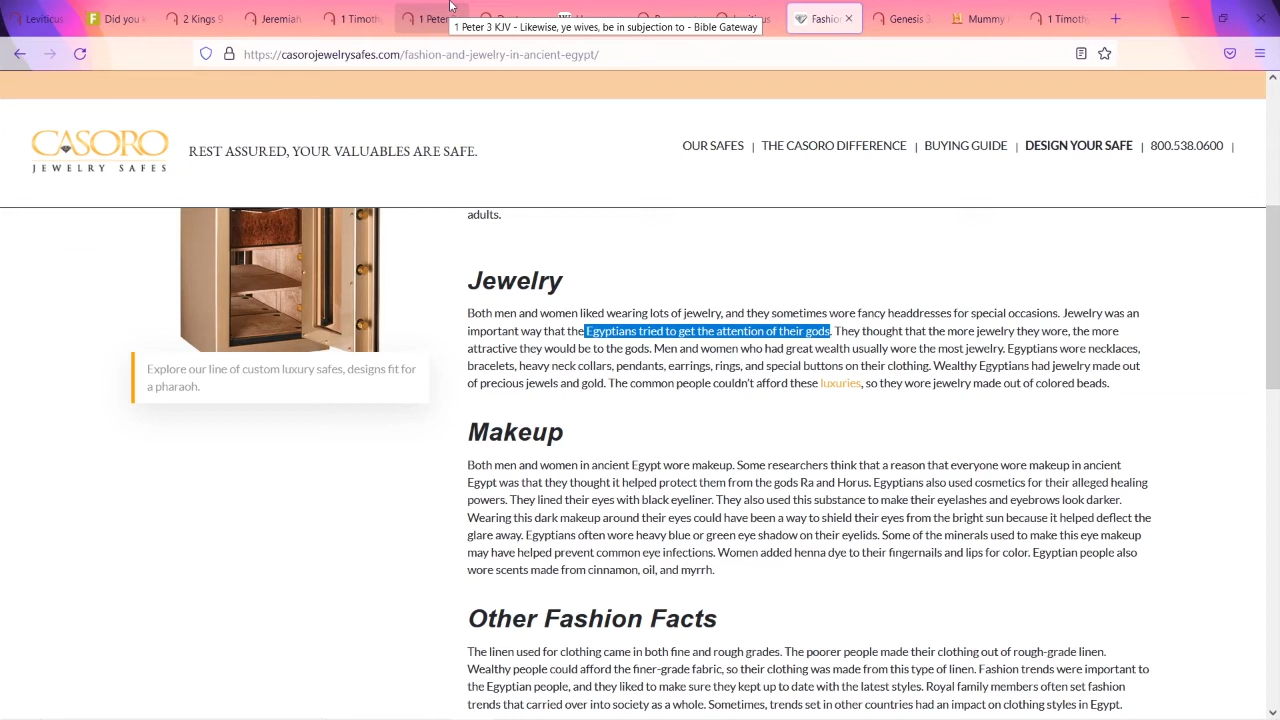 Leviticus
Did you k
2 Kings 9
Jeremiah
1 Timoth
1 Peter
Fashion
Genesis 3
Mummy
1 Timoth
1 Peter 3 KJV - Likewise, ye wives, be in subjection to - Bible Gateway
https://casorojewelrysafes.com/fashion-and-jewelry-in-ancient-egypt/
CASORO
JEWELRY SAFES
REST ASSURED, YOUR VALUABLES ARE SAFE.
OUR SAFES | THE CASORO DIFFERENCE | BUYING GUIDE | DESIGN YOUR SAFE | 800.538.0600 |
adults.
Explore our line of custom luxury safes, designs fit for
a pharaoh.
Jewelry
Both men and women liked wearing lots of jewelry, and they sometimes wore fancy headdresses for special occasions. Jewelry was an
important way that the Egyptians tried to get the attention of their gods. They thought that the more jewelry they wore, the more
attractive they would be to the gods. Men and women who had great wealth usually wore the most jewelry. Egyptians wore necklaces,
bracelets, heavy neck collars, pendants, earrings, rings, and special buttons on their clothing. Wealthy Egyptians had jewelry made out
of precious jewels and gold. The common people couldn't afford these luxuries, so they wore jewelry made out of colored beads.
Makeup
Both men and women in ancient Egypt wore makeup. Some researchers think that a reason that everyone wore makeup in ancient
Egypt was that they thought it helped protect them from the gods Ra and Horus. Egyptians also used cosmetics for their alleged healing
powers. They lined their eyes with black eyeliner. They also used this substance to make their eyelashes and eyebrows look darker.
Wearing this dark makeup around their eyes could have been a way to shield their eyes from the bright sun because it helped deflect the
glare away. Egyptians often wore heavy blue or green eye shadow on their eyelids. Some of the minerals used to make this eye makeup
may have helped prevent common eye infections. Women added henna dye to their fingernails and lips for color. Egyptian people also
wore scents made from cinnamon, oil, and myrrh.
Other Fashion Facts
The linen used for clothing came in both fine and rough grades. The poorer people made their clothing out of rough-grade linen.
Wealthy people could afford the finer-grade fabric, so their clothing was made from this type of linen. Fashion trends were important to
the Egyptian people, and they liked to make sure they kept up to date with the latest styles. Royal family members often set fashion
trends that carried over into society as a whole. Sometimes, trends set in other countries had an impact on clothing styles in Egypt.